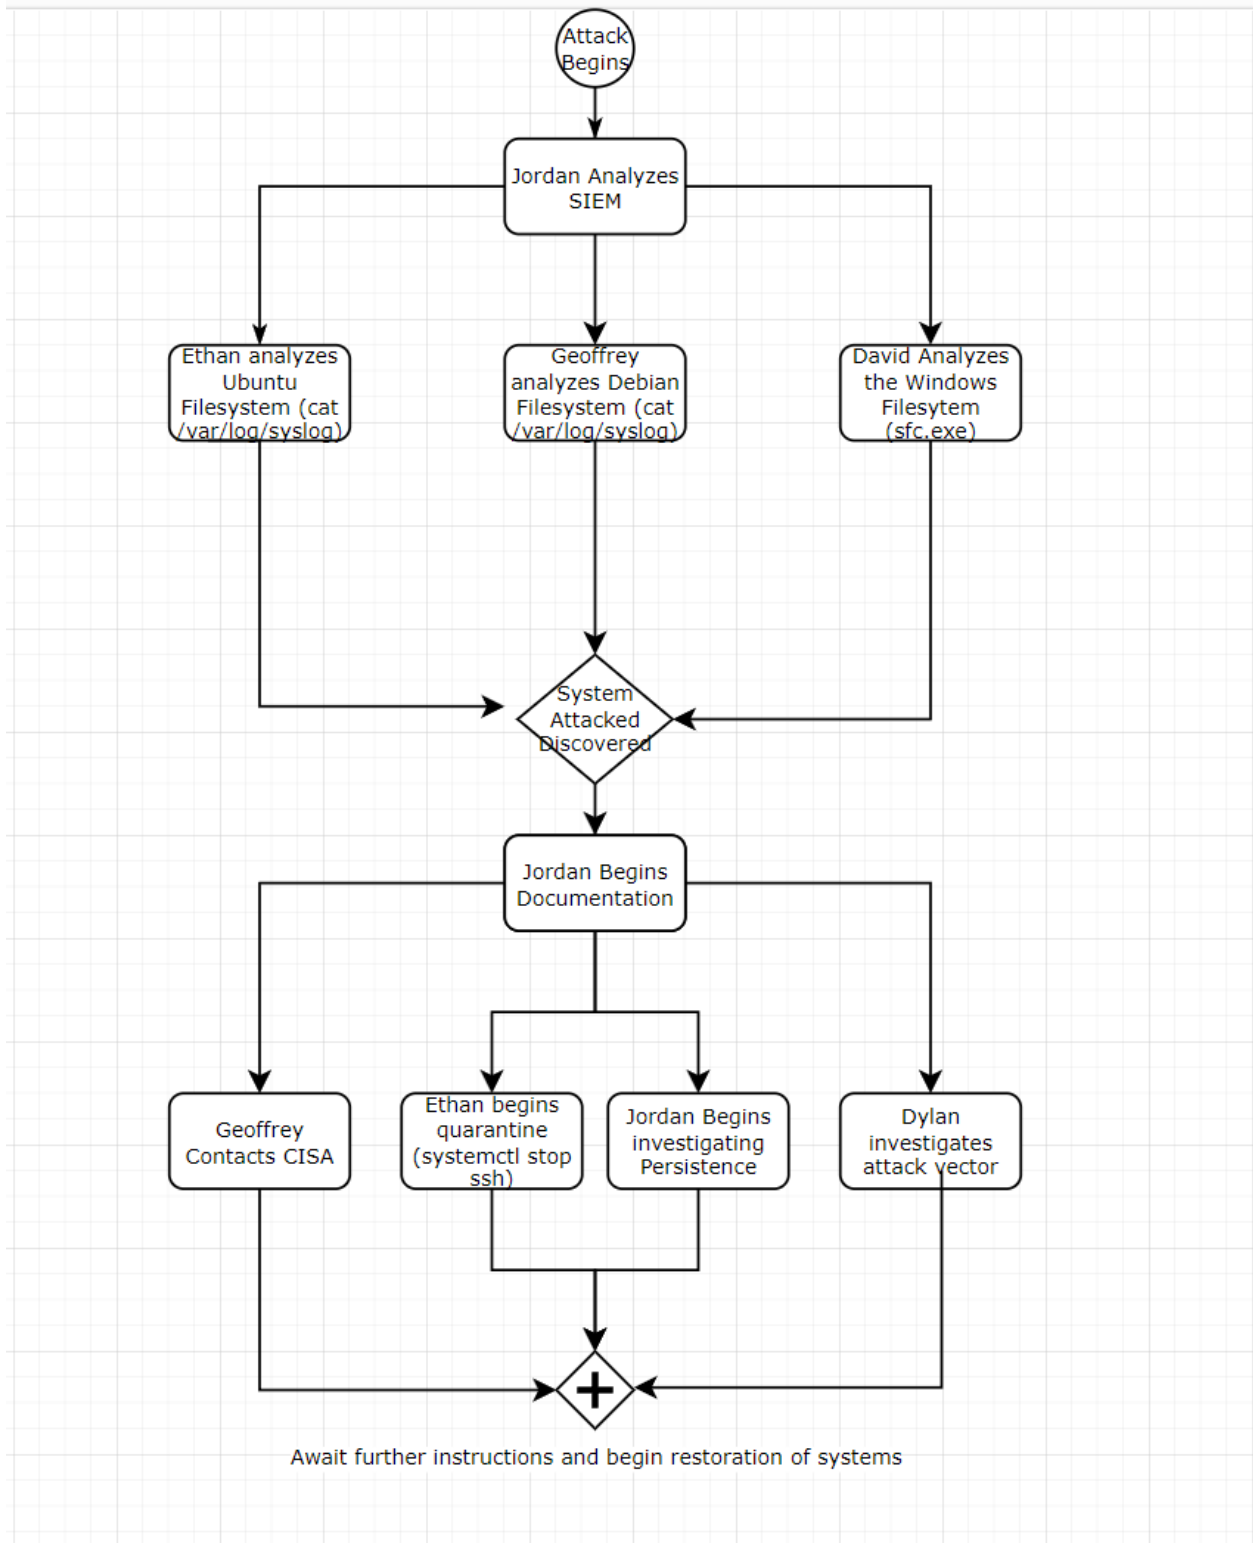 Attack
Begins
Jordan Analyzes
SIEM
Ethan analyzes
Ubuntu
Filesystem (cat
/var/log/syslog)
Geoffrey
analyzes Debian
Filesystem (cat
/var/log/syslog)
David Analyzes
the Windows
Filesytem
(sfc.exe)
System
Attacked
Discovered
Jordan Begins
Documentation
Geoffrey
Contacts CISA
Ethan begins
quarantine
(systemctl stop
ssh)
Jordan Begins
investigating
Persistence
Dylan
investigates
attack vector
Await further instructions and begin restoration of systems